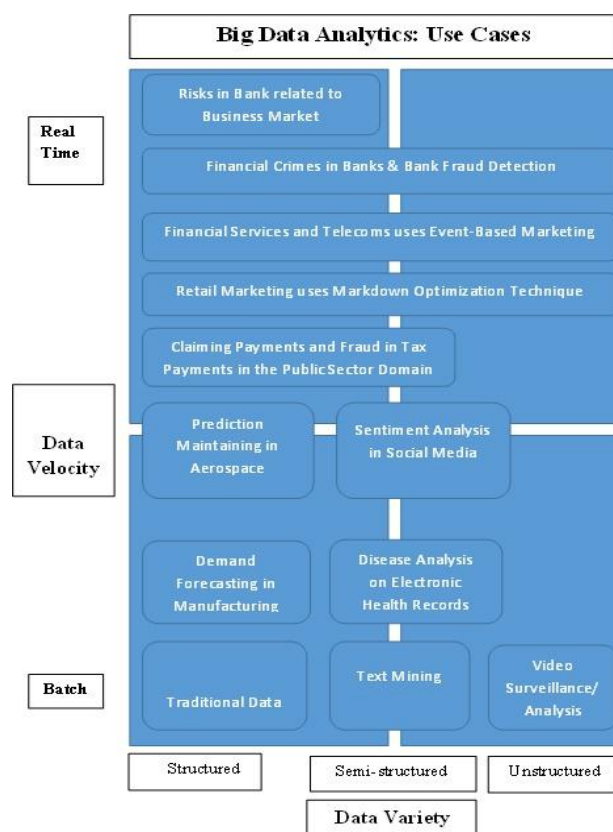 Big Data Analytics: Use Cases
Real
Time
Risks in Bank related to
Business Market
Financial Crimes in Banks & Bank Fraud Detection
Financial Services and Telecoms uses Event-Based Marketing
Retail Marketing uses Markdown Optimization Technique
Claiming Payments and Fraud in Tax
Payments in the Public Sector Domain
Data
Velocity
Prediction
Maintaining in
Aerospace
Sentiment Analysis
in Social Media
Demand
Forecasting in
Manufacturing
Disease Analysis
on Electronic
Health Records
Batch
Traditional Data
Text Mining
Video
Surveillance/
Analysis
Structured
Semi-structured
Unstructured
Data Variety